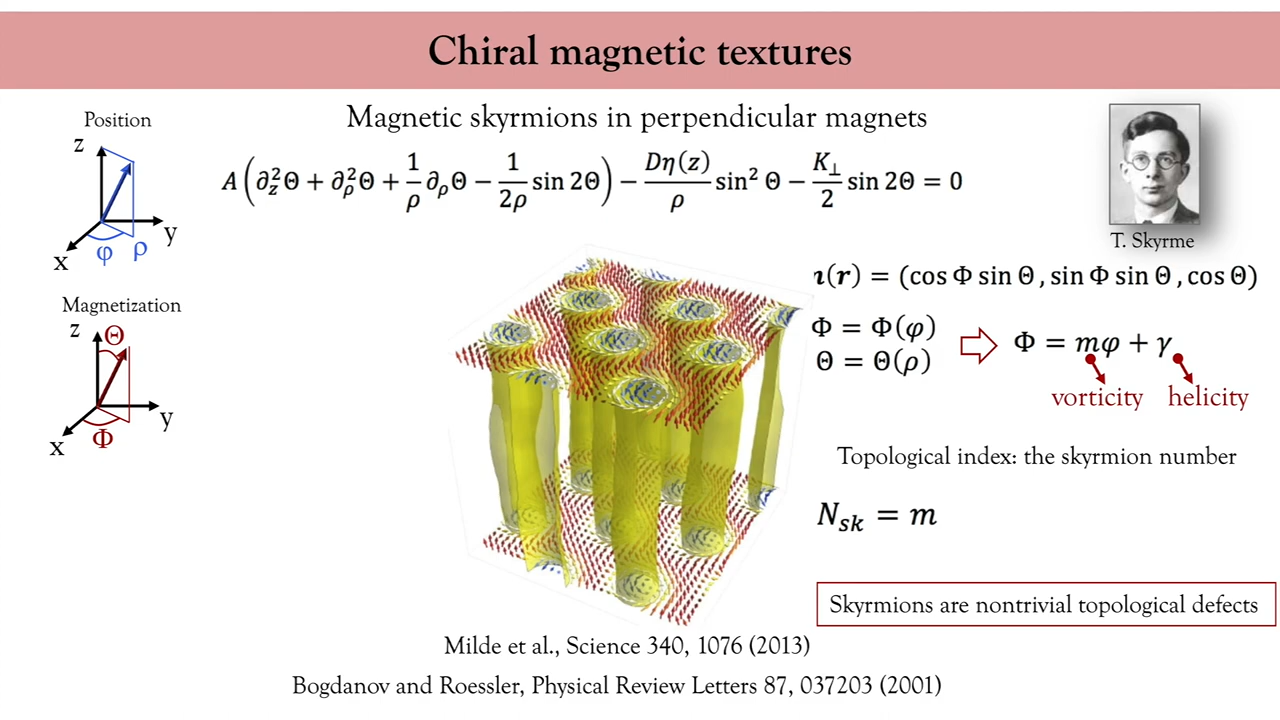 Chiral magnetic textures
Magnetic skyrmions in perpendicular magnets
Position
z
y
x
φ
ρ
A(∂_z²Θ + ∂_ρ²Θ + 1/ρ ∂_ρΘ − 1/2ρ sin 2Θ) − Dη(z)/ρ sin² Θ − K⊥/2 sin 2Θ = 0
T. Skyrme
Magnetization
z
Θ
y
x
Φ
(r) = (cos Φ sin Θ , sin Φ sin Θ , cos Θ)
Φ = Φ(φ)
Θ = Θ(ρ)
Φ = mφ + γ
vorticity helicity
Topological index: the skyrmion number
N_sk = m
Skyrmions are nontrivial topological defects
Milde et al., Science 340, 1076 (2013)
Bogdanov and Roessler, Physical Review Letters 87, 037203 (2001)